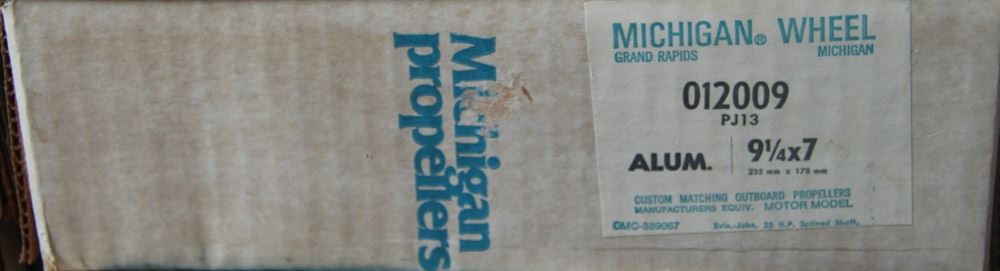 Michigan
propellers
MICHIGAN® WHEEL
GRAND RAPIDS MICHIGAN
012009
PJ13
ALUM. 9¼x7
235 mm x 178 mm
CUSTOM MATCHING OUTBOARD PROPELLERS
MANUFACTURERS EQUIV. MOTOR MODEL
OMC-389067 Evin.-John. 25 H.P. Splined Shaft,